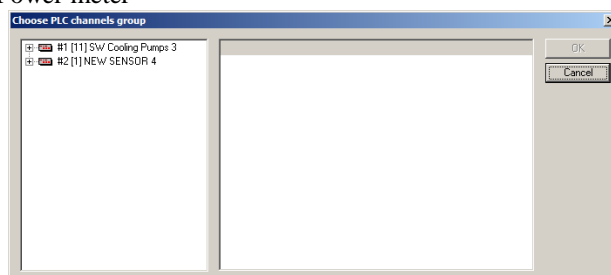 Power meter
Choose PLC channels group
#1 [11] SW Cooling Pumps 3
#2 [1] NEW SENSOR 4
OK
Cancel